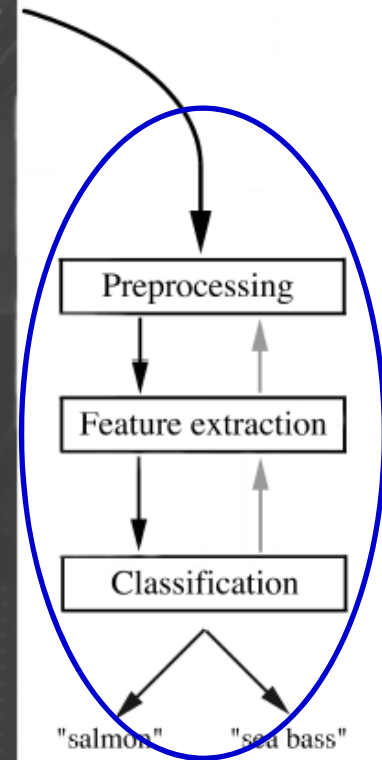 Preprocessing
Feature extraction
Classification
"salmon" "sea bass"